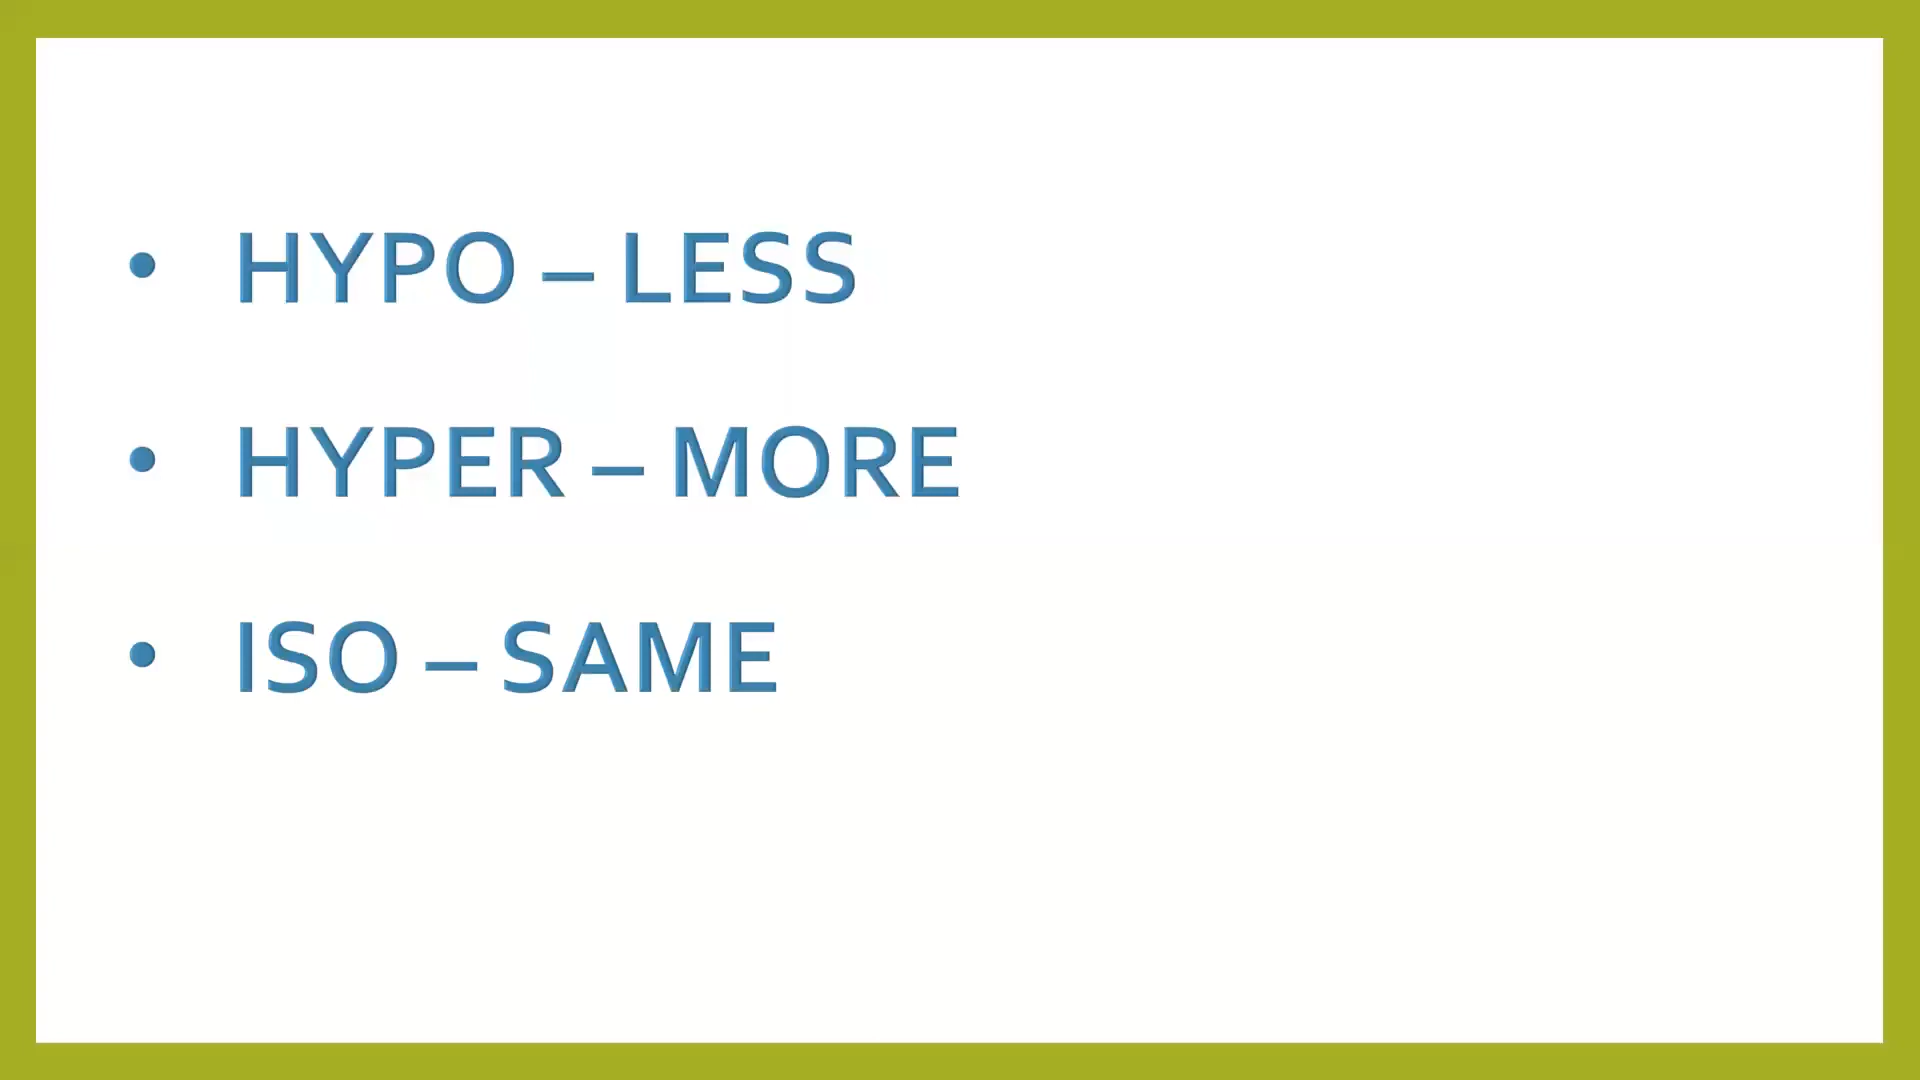 • HYPO – LESS
• HYPER – MORE
• ISO – SAME